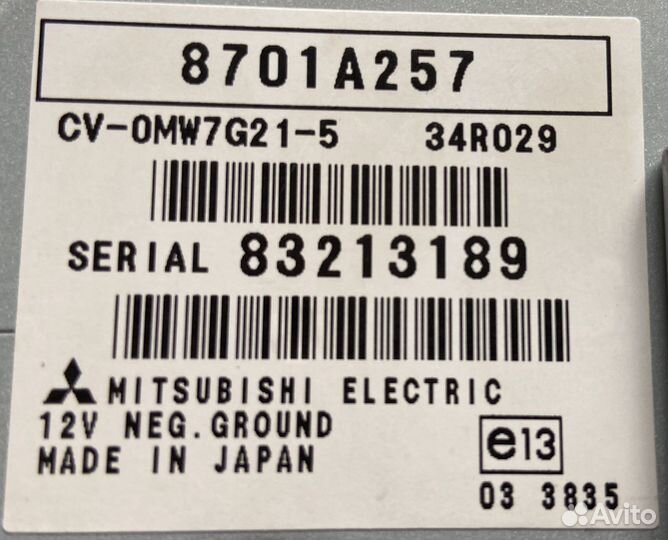 8701A257
CV-0MW7G21-5 34R029
SERIAL 83213189
MITSUBISHI ELECTRIC
12V NEG.GROUND
MADE IN JAPAN
e13
03 3835
Avito